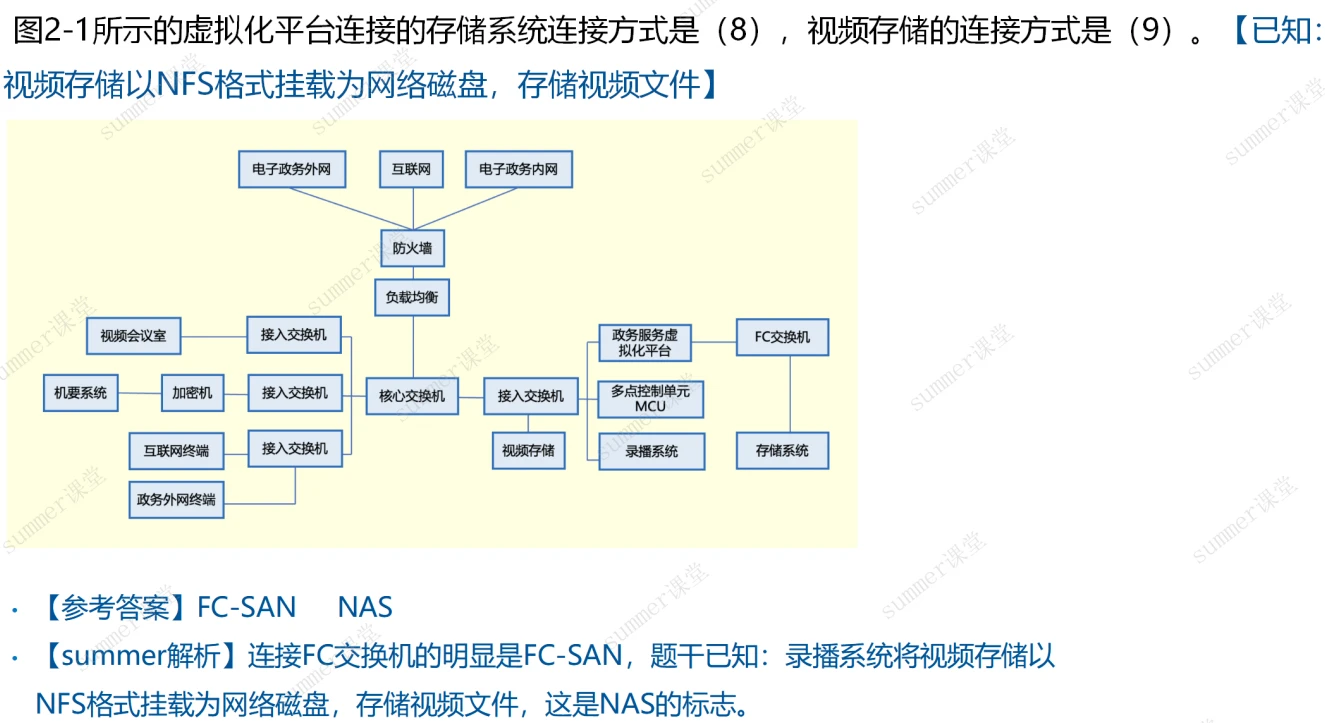 图2-1所示的虚拟化平台连接的存储系统连接方式是（8），视频存储的连接方式是（9）。【已知：
视频存储以NFS格式挂载为网络磁盘，存储视频文件】
电子政务外网
互联网
电子政务内网
防火墙
负载均衡
视频会议室
接入交换机
政务服务虚
拟化平台
FC交换机
机要系统
加密机
接入交换机
核心交换机
接入交换机
多点控制单元
MCU
互联网终端
接入交换机
视频存储
录播系统
存储系统
政务外网终端
· 【参考答案】FC-SAN NAS
· 【summer解析】连接FC交换机的明显是FC-SAN，题干已知：录播系统将视频存储以
NFS格式挂载为网络磁盘，存储视频文件，这是NAS的标志。
summer课堂